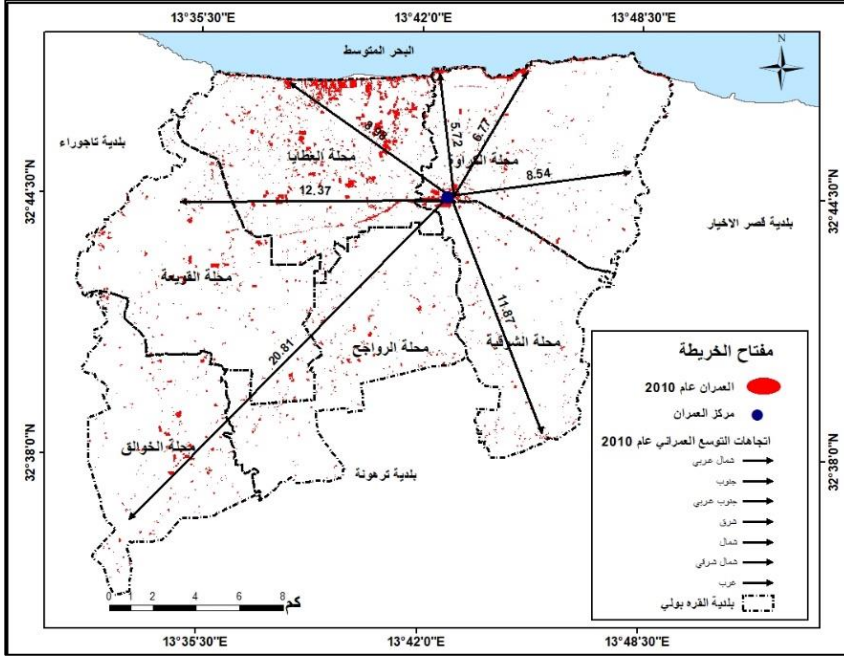 13°35'30"E 13°42'0"E 13°48'30"E
البحر المتوسط
N
بلدية تاجوراء
3.98
5.72
6.77
محلة العطايا
8.54
12.37
32°44'30"N
32°44'30"N
بلدية قصر الاخيار
محلة القريعة
11.87
محلة الشرقية
محلة الرواجح
20.81
محلة الخوالق
بلدية ترهونة
32°38'0"N
32°38'0"N
مفتاح الخريطة
العمران عام 2010
مركز العمران
اتجاهات التوسع العمراني عام 2010
شمال غربي
جنوب
جنوب غربي
شرق
شمال
شمال شرقي
غرب
بلدية القره بولي
0 1 2 4 6 8 كم
13°35'30"E 13°42'0"E 13°48'30"E